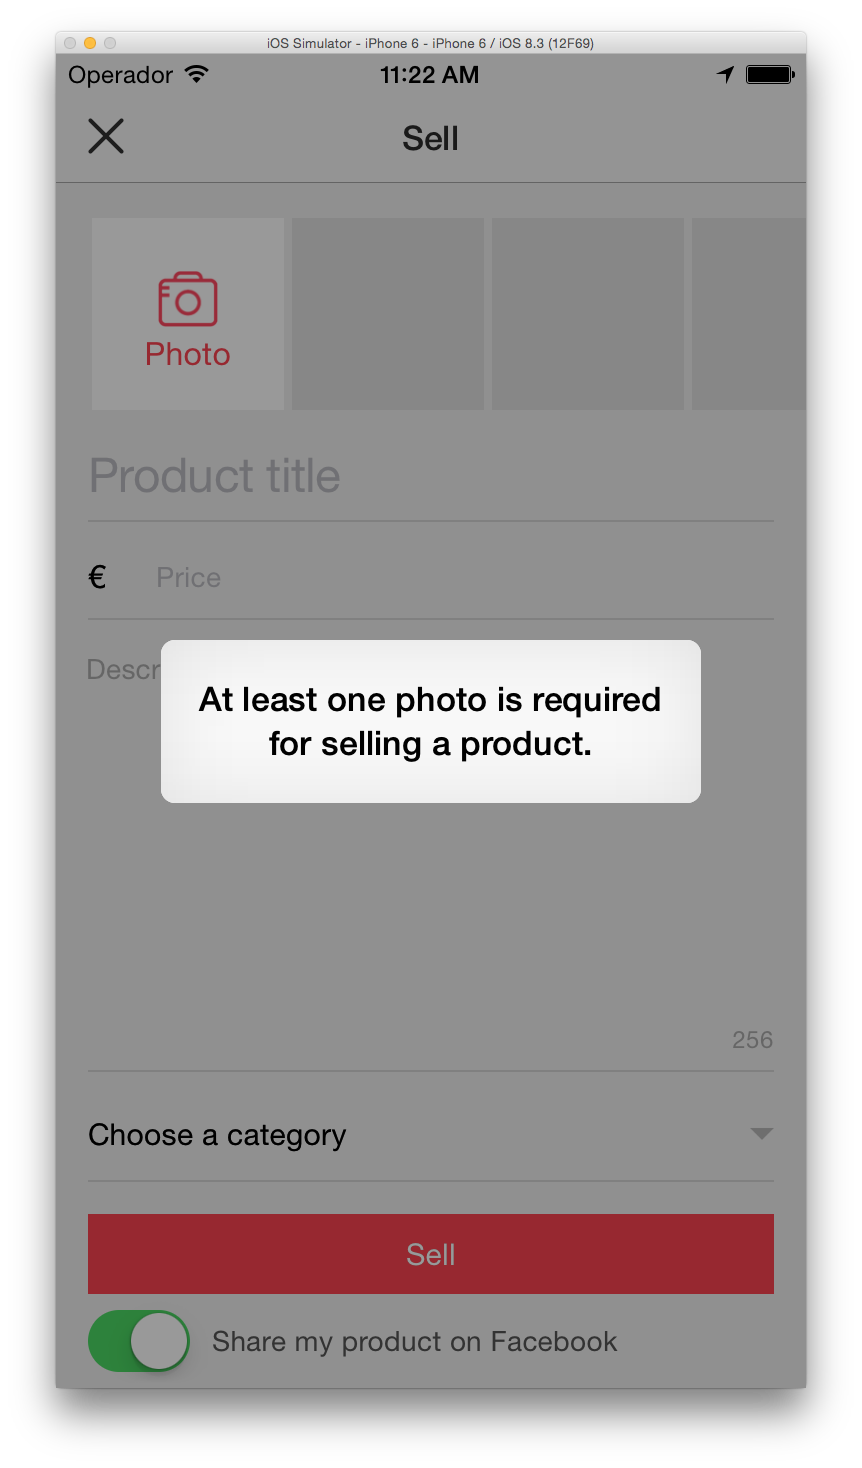 iOS Simulator - iPhone 6 - iPhone 6 / iOS 8.3 (12F69)
Operador 11:22 AM
Sell
Photo
Product title
€ Price
Descr
At least one photo is required
for selling a product.
256
Choose a category
Sell
Share my product on Facebook